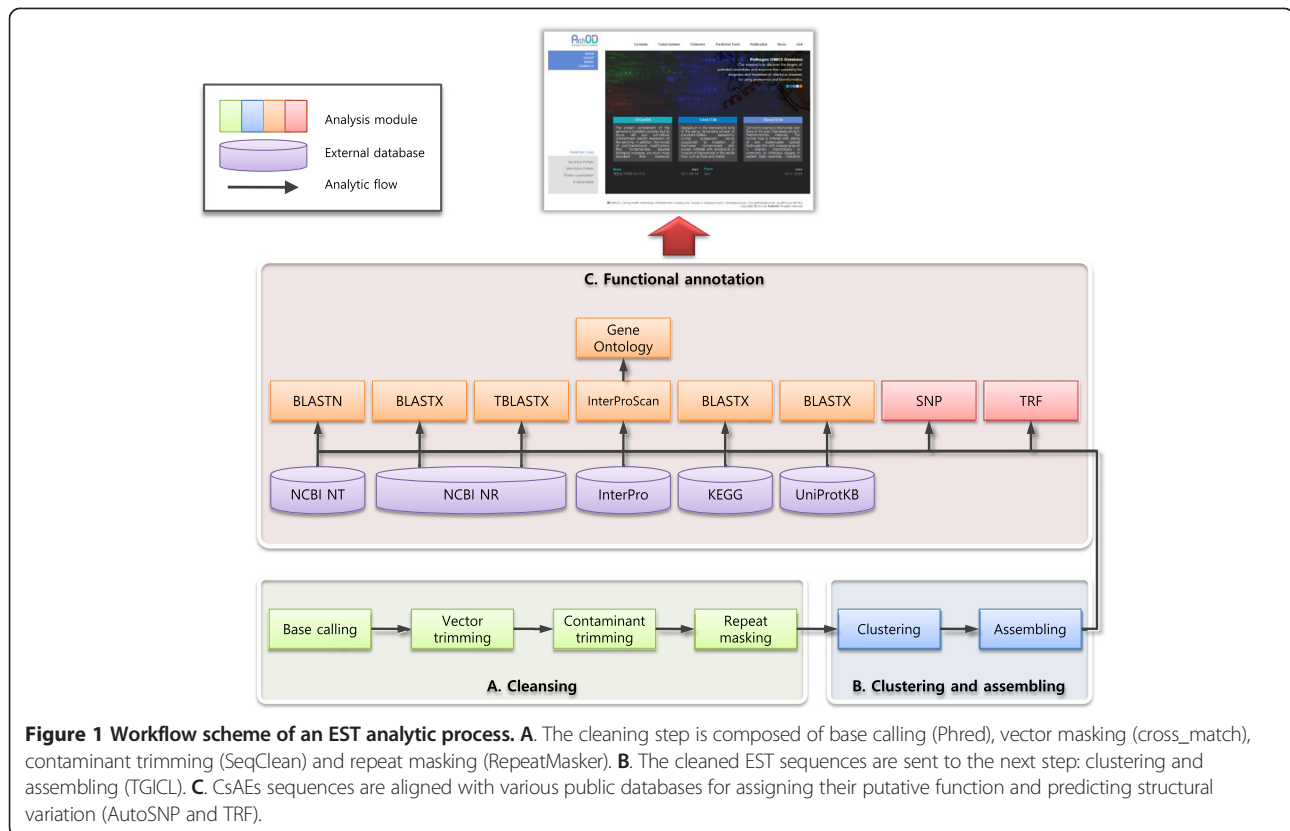 PathOD
Pathogen OMICS Database
Analysis module
External database
Analytic flow
C. Functional annotation
Gene
Ontology
BLASTN
BLASTX
TBLASTX
InterProScan
BLASTX
BLASTX
SNP
TRF
NCBI NT
NCBI NR
InterPro
KEGG
UniProtKB
Base calling
Vector
trimming
Contaminant
trimming
Repeat
masking
Clustering
Assembling
A. Cleansing
B. Clustering and assembling
Figure 1 Workflow scheme of an EST analytic process. A. The cleaning step is composed of base calling (Phred), vector masking (cross_match),
contaminant trimming (SeqClean) and repeat masking (RepeatMasker). B. The cleaned EST sequences are sent to the next step: clustering and
assembling (TGICL). C. CsAEs sequences are aligned with various public databases for assigning their putative function and predicting structural
variation (AutoSNP and TRF).